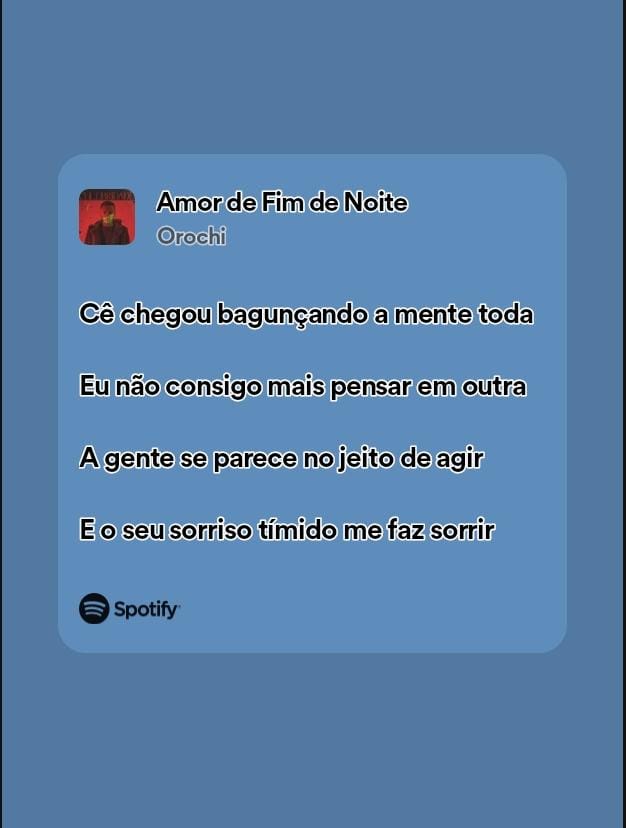 Amor de Fim de Noite
Orochi
Cê chegou bagunçando a mente toda
Eu não consigo mais pensar em outra
A gente se parece no jeito de agir
E o seu sorriso tímido me faz sorrir
Spotify